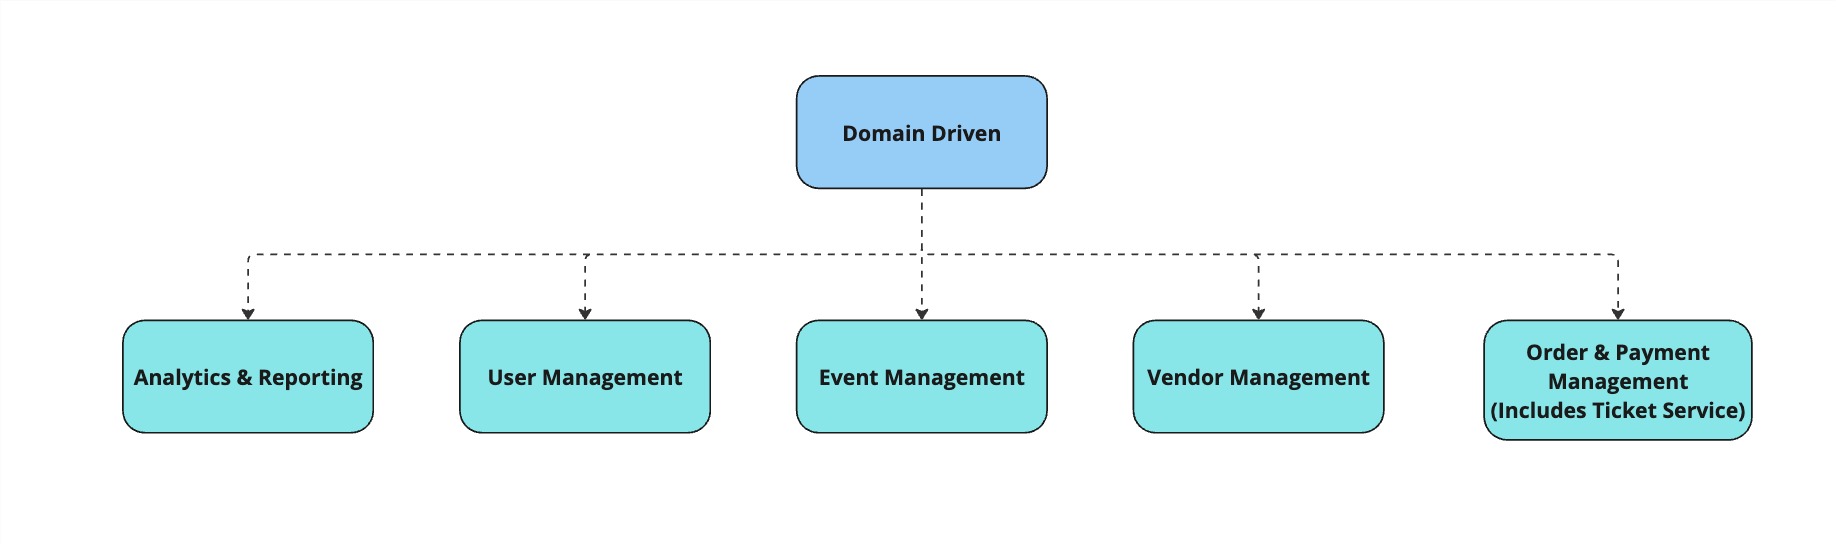 Domain Driven
Analytics & Reporting
User Management
Event Management
Vendor Management
Order & Payment
Management
(Includes Ticket Service)